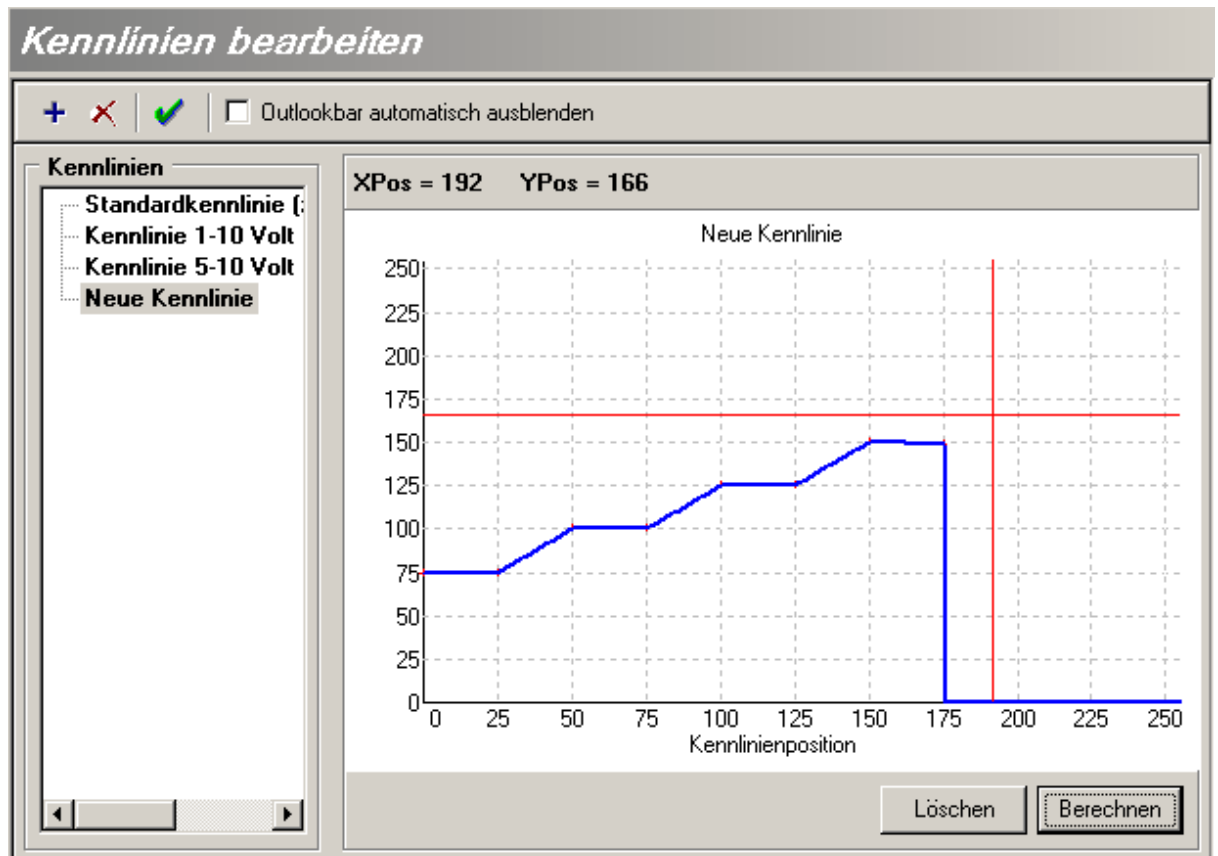 Kennlinien bearbeiten
Outlookbar automatisch ausblenden
Kennlinien
Standardkennlinie (
Kennlinie 1-10 Volt
Kennlinie 5-10 Volt
Neue Kennlinie
XPos = 192 YPos = 166
Neue Kennlinie
250
225
200
175
150
125
100
75
50
25
0
0 25 50 75 100 125 150 175 200 225 250
Kennlinienposition
Löschen Berechnen